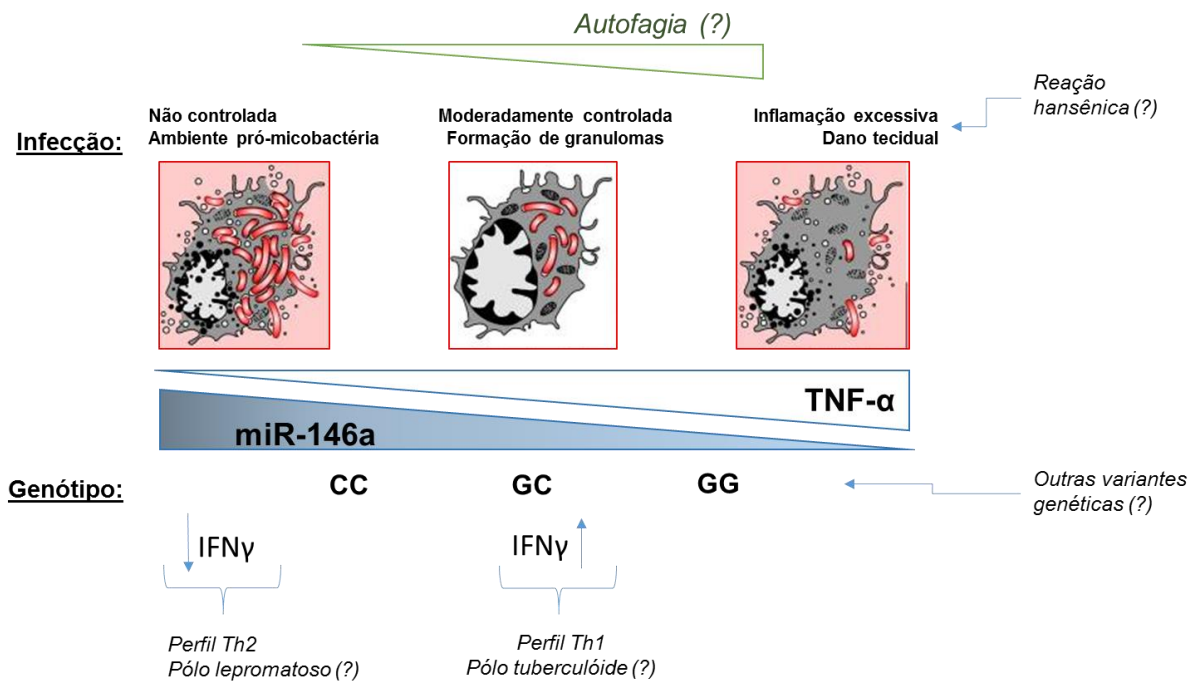 Autofagia (?)
Reação
hansênica (?)
Infecção:
Não controlada
Ambiente pró-micobactéria
Moderadamente controlada
Formação de granulomas
Inflamação excessiva
Dano tecidual
TNF-α
miR-146a
Genótipo:
CC
GC
GG
Outras variantes
genéticas (?)
IFNγ
IFNγ
Perfil Th2
Pólo lepromatoso (?)
Perfil Th1
Pólo tuberculóide (?)